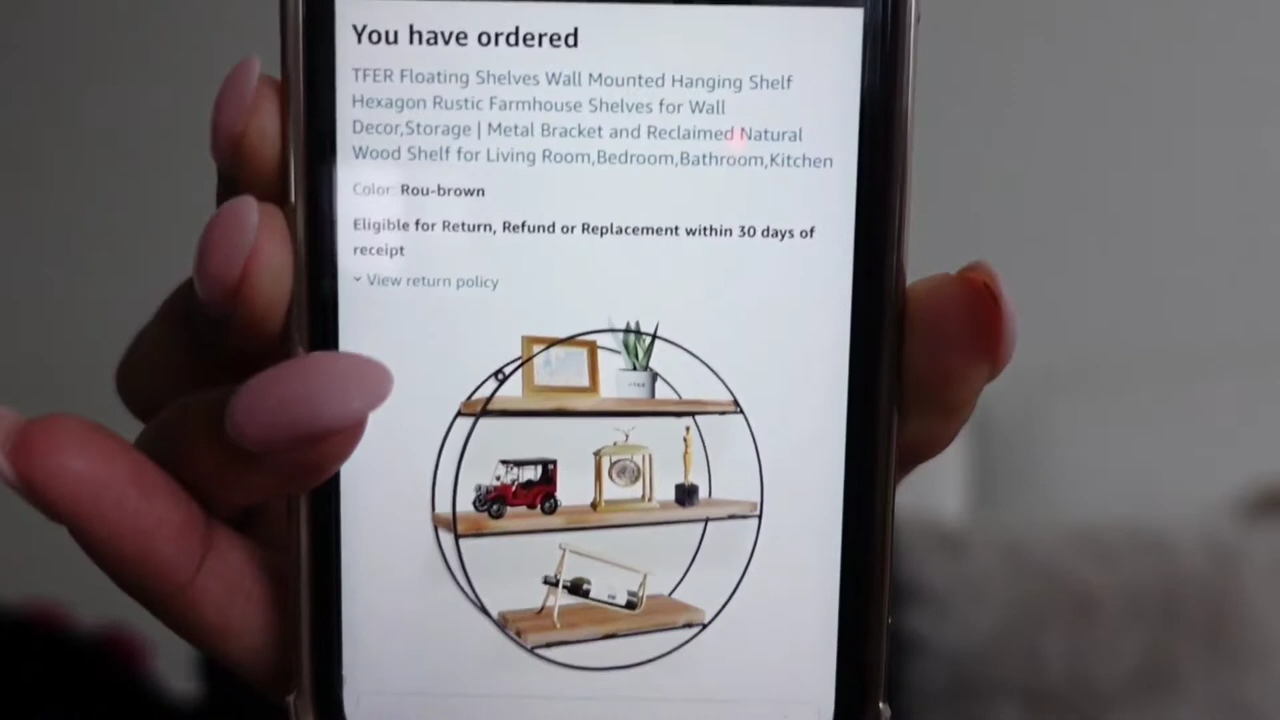 You have ordered
TFER Floating Shelves Wall Mounted Hanging Shelf
Hexagon Rustic Farmhouse Shelves for Wall
Decor,Storage | Metal Bracket and Reclaimed Natural
Wood Shelf for Living Room,Bedroom,Bathroom,Kitchen
Color: Rou-brown
Eligible for Return, Refund or Replacement within 30 days of
receipt
View return policy